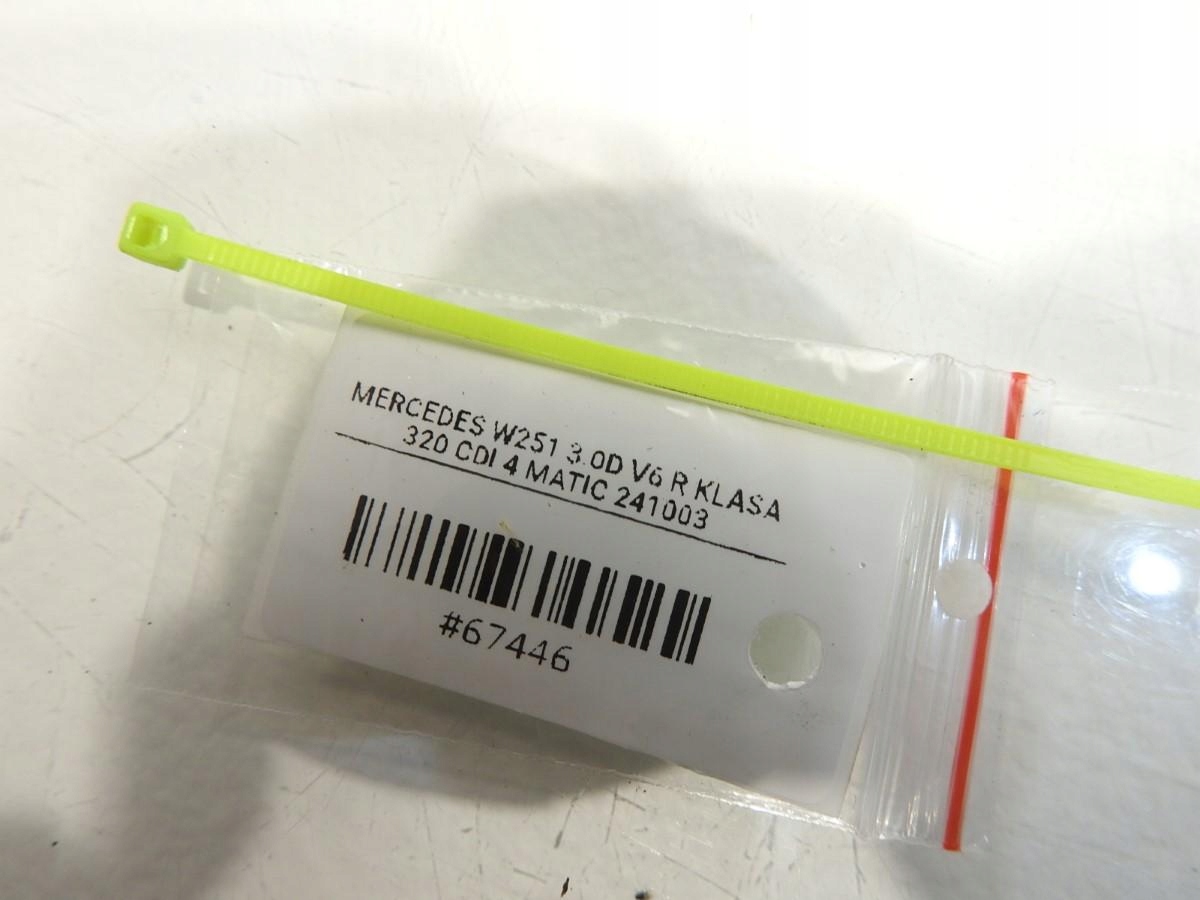 MERCEDES W251 3.0D V6 R KLASA
320 CDI 4 MATIC 241003
#67446